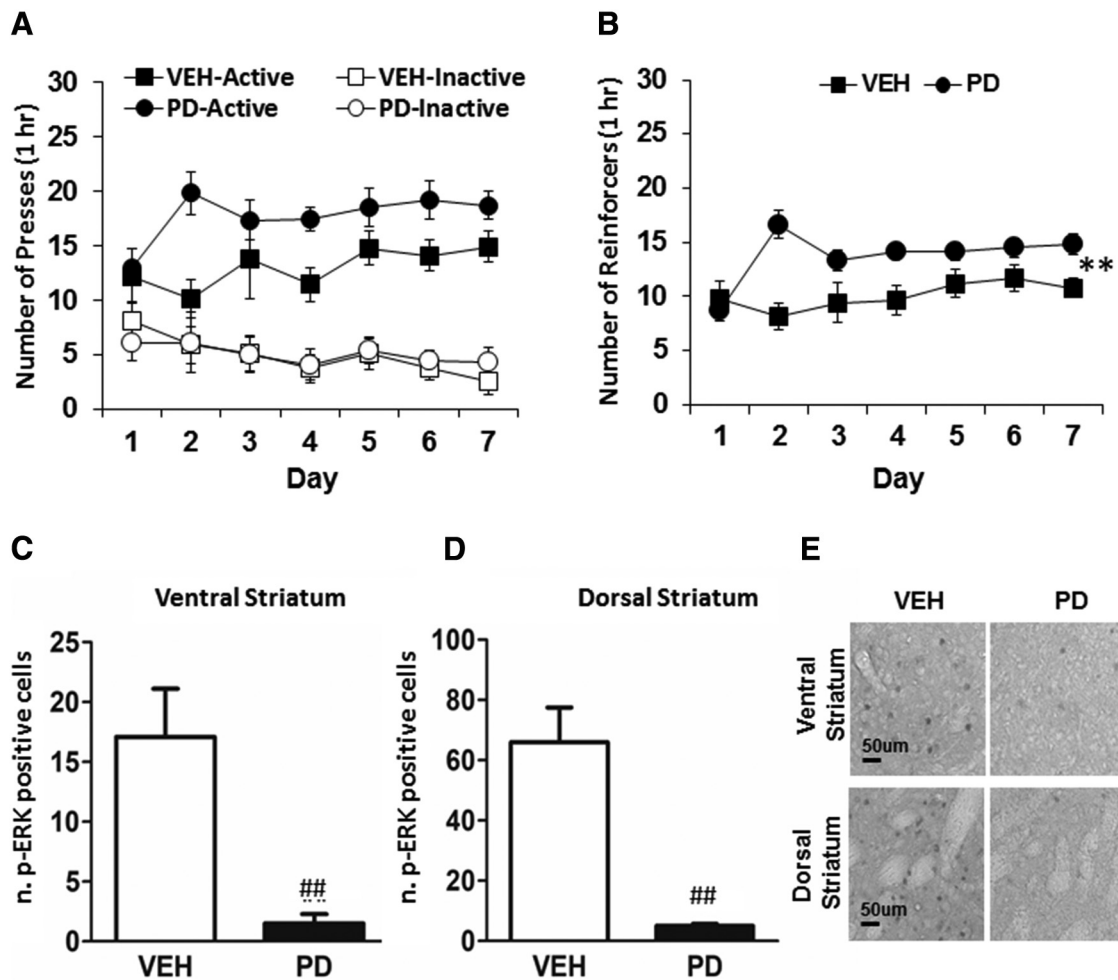 A
VEH-Active
VEH-Inactive
PD-Active
PD-Inactive
Number of Presses (1 hr)
30
25
20
15
10
5
0
1 2 3 4 5 6 7
Day
B
VEH PD
Number of Reinforcers (1 hr)
30
25
20
15
10
5
0
**
1 2 3 4 5 6 7
Day
C
Ventral Striatum
n. p-ERK positive cells
25
20
15
10
5
0
##
VEH PD
D
Dorsal Striatum
n. p-ERK positive cells
100
80
60
40
20
0
##
VEH PD
E
VEH PD
Ventral
Striatum
50um
Dorsal
Striatum
50um